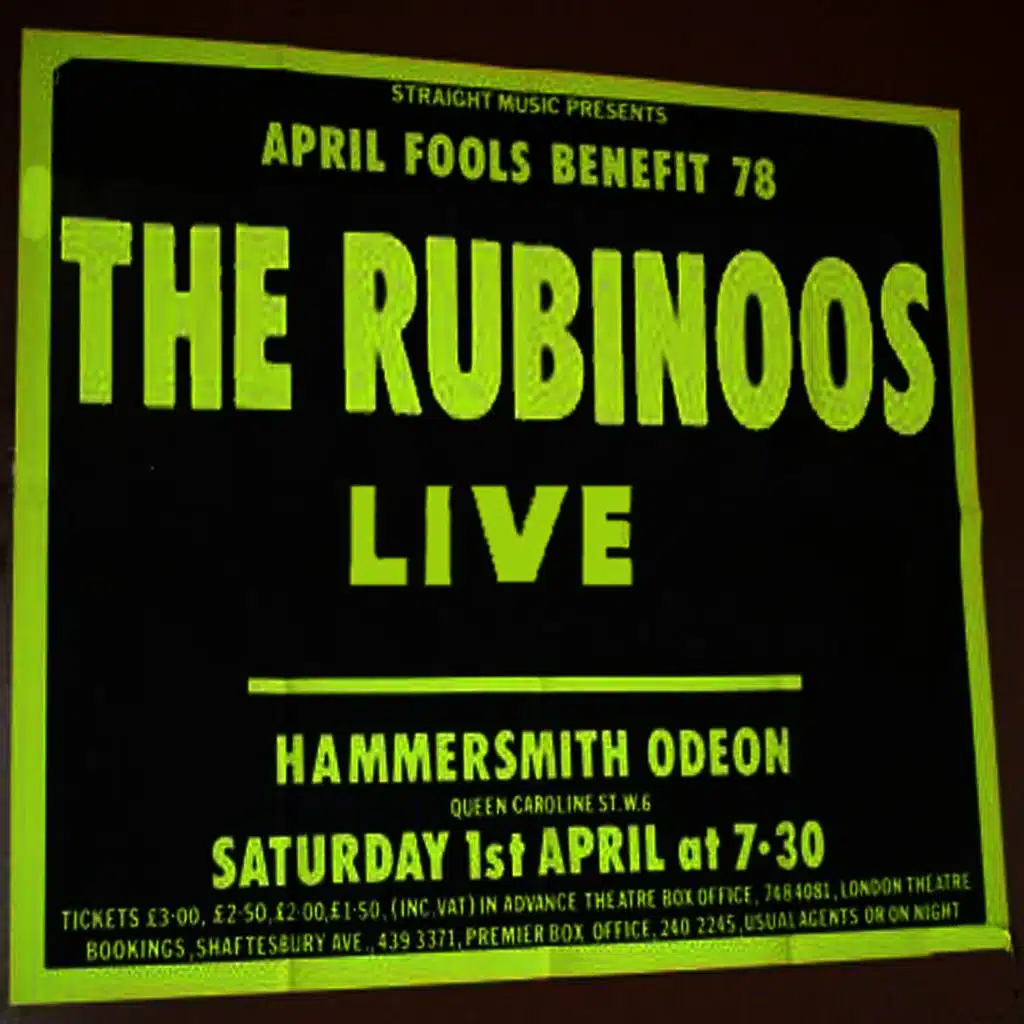 STRAIGHT MUSIC PRESENTS
APRIL FOOLS BENEFIT 78
THE RUBINOOS
LIVE
HAMMERSMITH ODEON
QUEEN CAROLINE ST.W.6
SATURDAY 1st APRIL at 7·30
TICKETS £3·00, £2·50, £2·00, £1·50, (INC,VAT) IN ADVANCE THEATRE BOX OFFICE, 748 4081, LONDON THEATRE
BOOKINGS, SHAFTESBURY AVE., 439 3371, PREMIER BOX OFFICE, 240 2245, USUAL AGENTS OR ON NIGHT